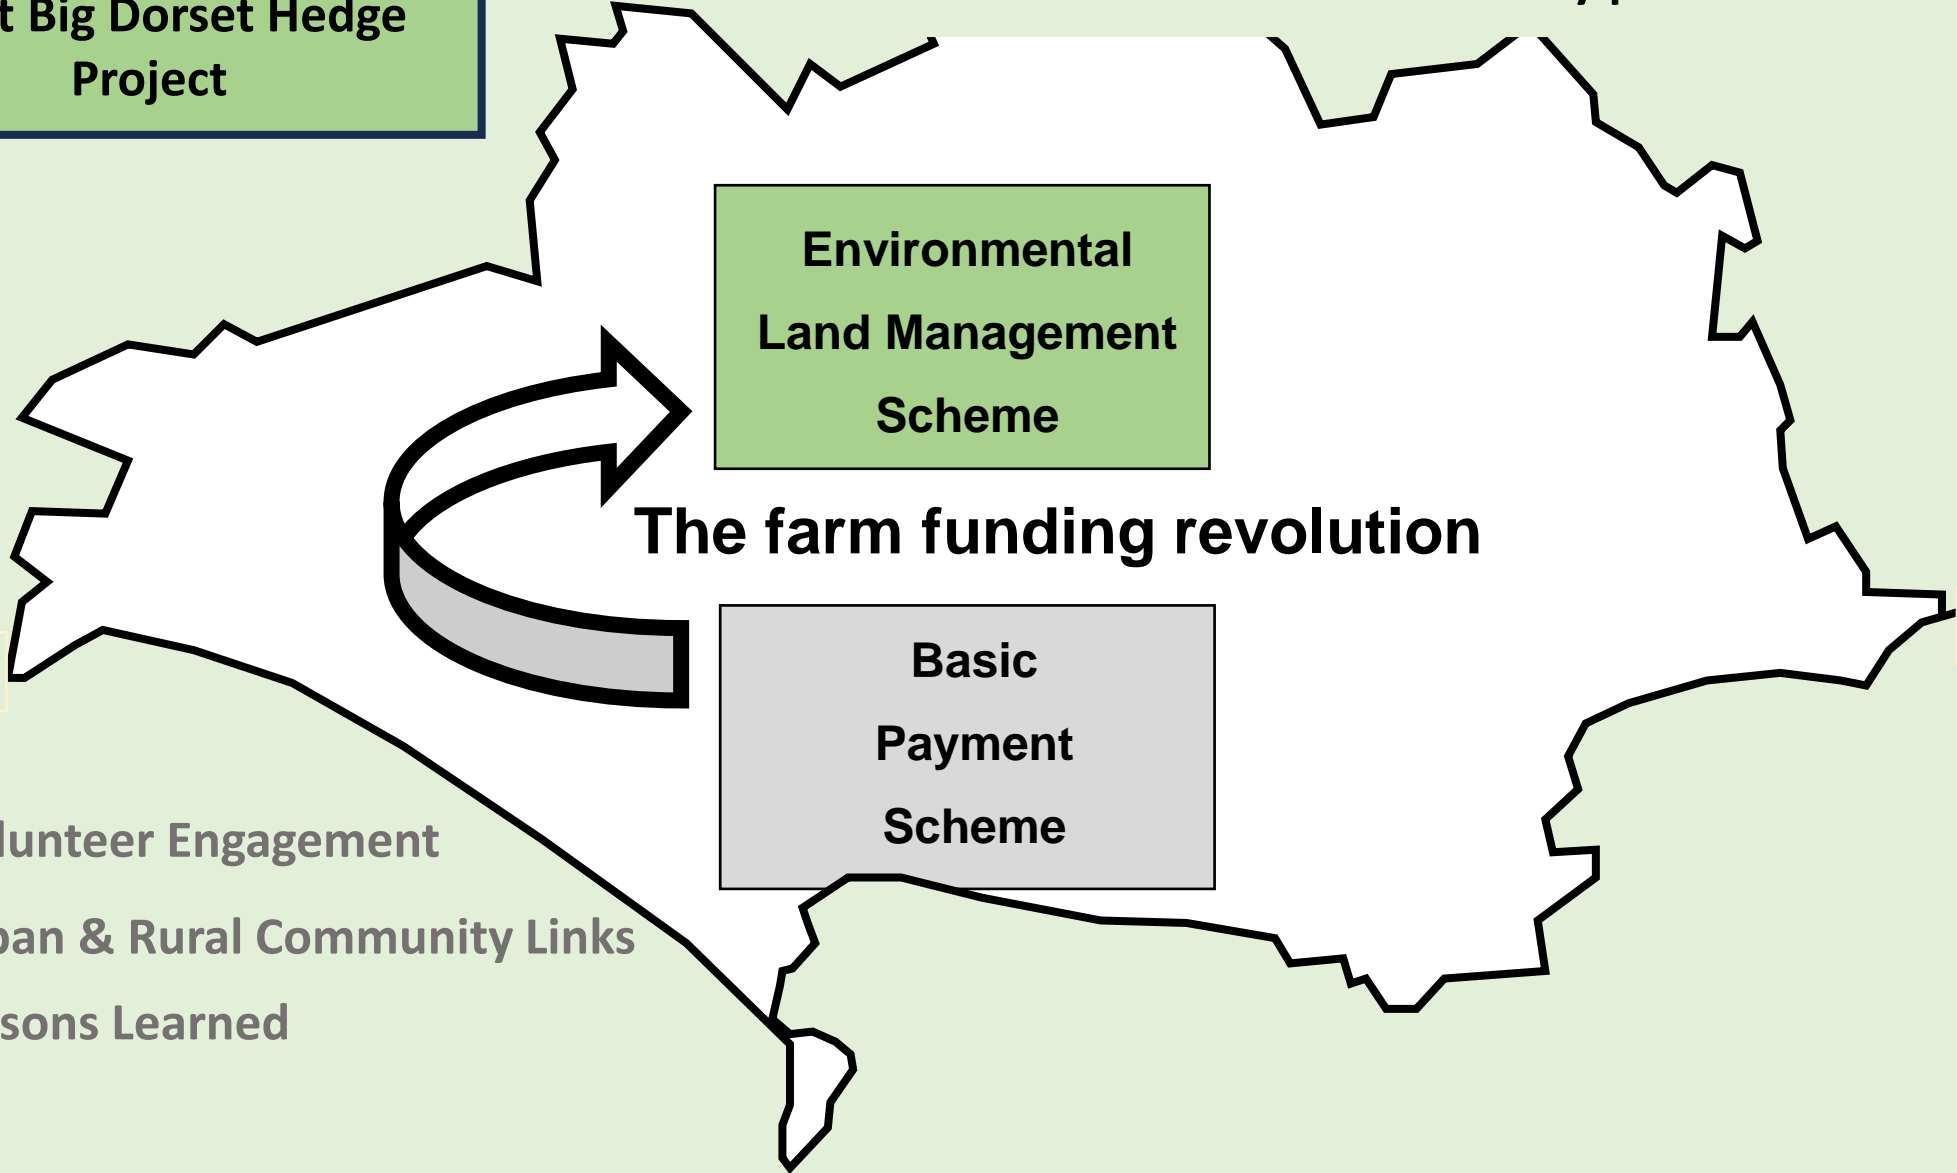 t Big Dorset Hedge
Project
Environmental
Land Management
Scheme
The farm funding revolution
Basic
Payment
Scheme
lunteer Engagement
ban & Rural Community Links
sons Learned